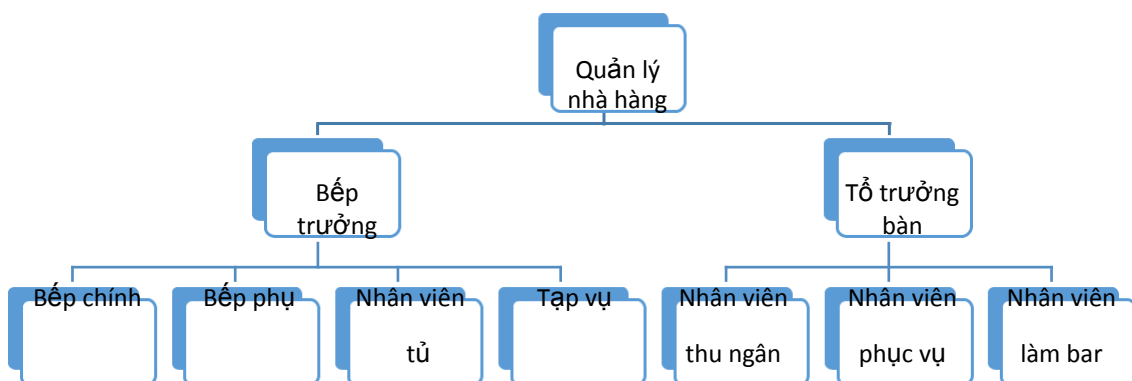 Quản lý
nhà hàng
Bếp
trưởng
Tổ trưởng
bàn
Bếp chính
Bếp phụ
Nhân viên
tủ
Tạp vụ
Nhân viên
thu ngân
Nhân viên
phục vụ
Nhân viên
làm bar